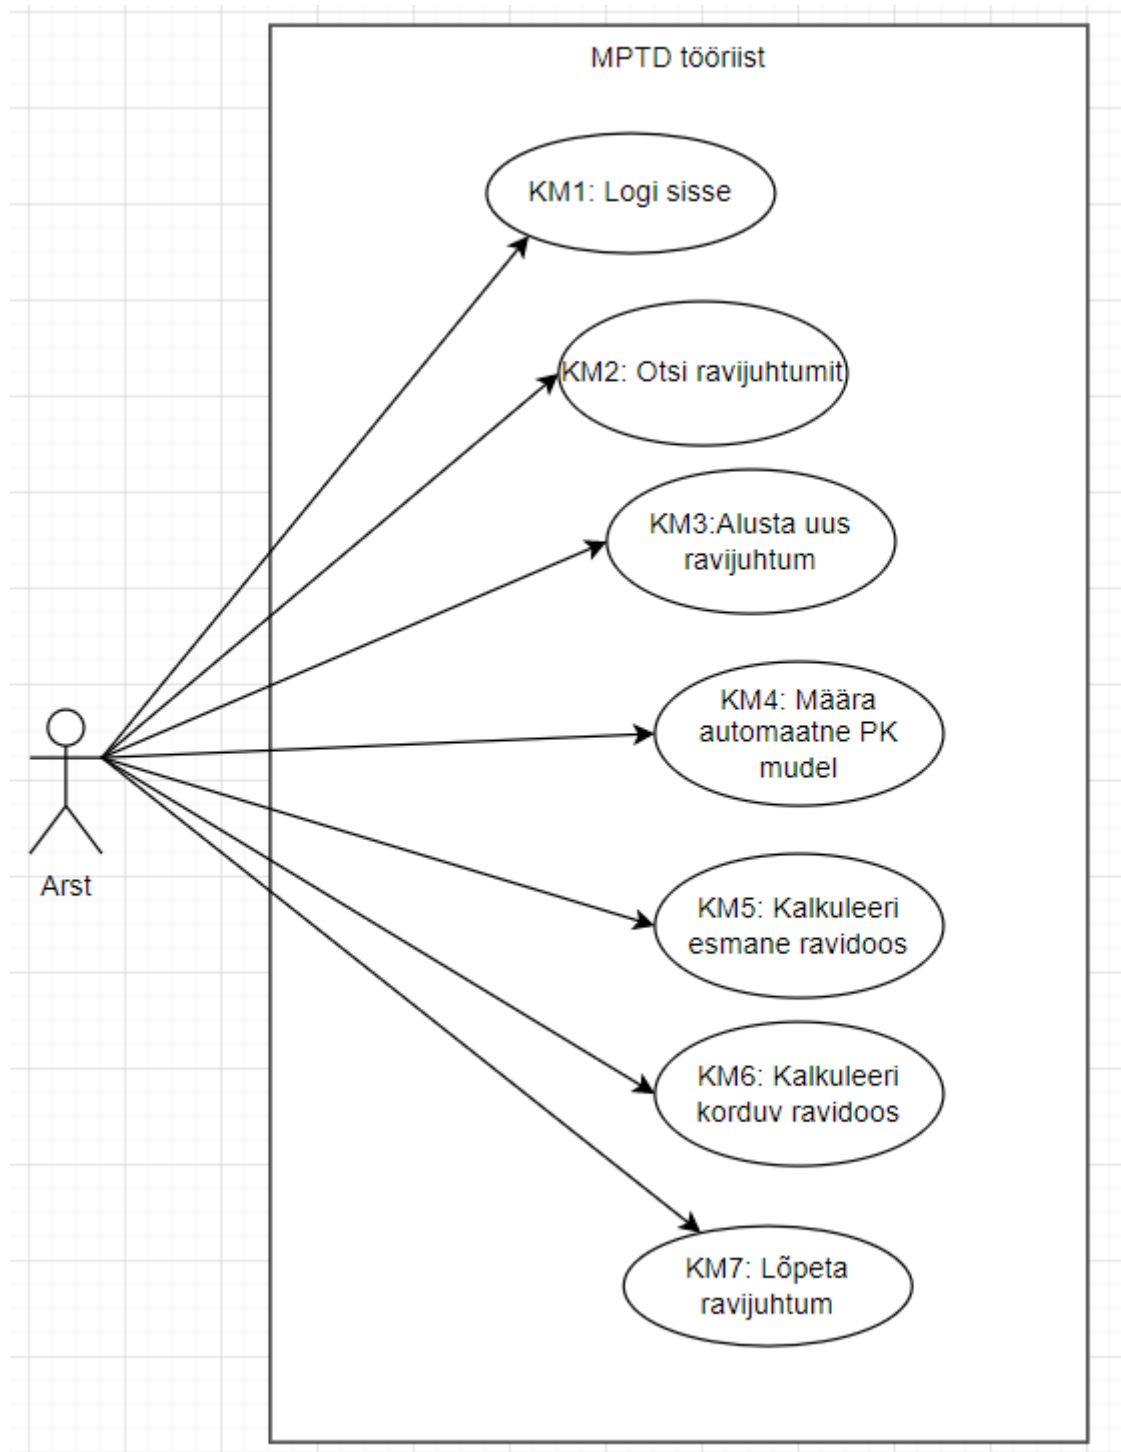 MPTD tööriist
KM1: Logi sisse
KM2: Otsi ravijuhtumit
KM3:Alusta uus
ravijuhtum
KM4: Määra
automaatne PK
mudel
Arst
KM5: Kalkuleeri
esmane ravidoos
KM6: Kalkuleeri
korduv ravidoos
KM7: Lõpeta
ravijuhtum